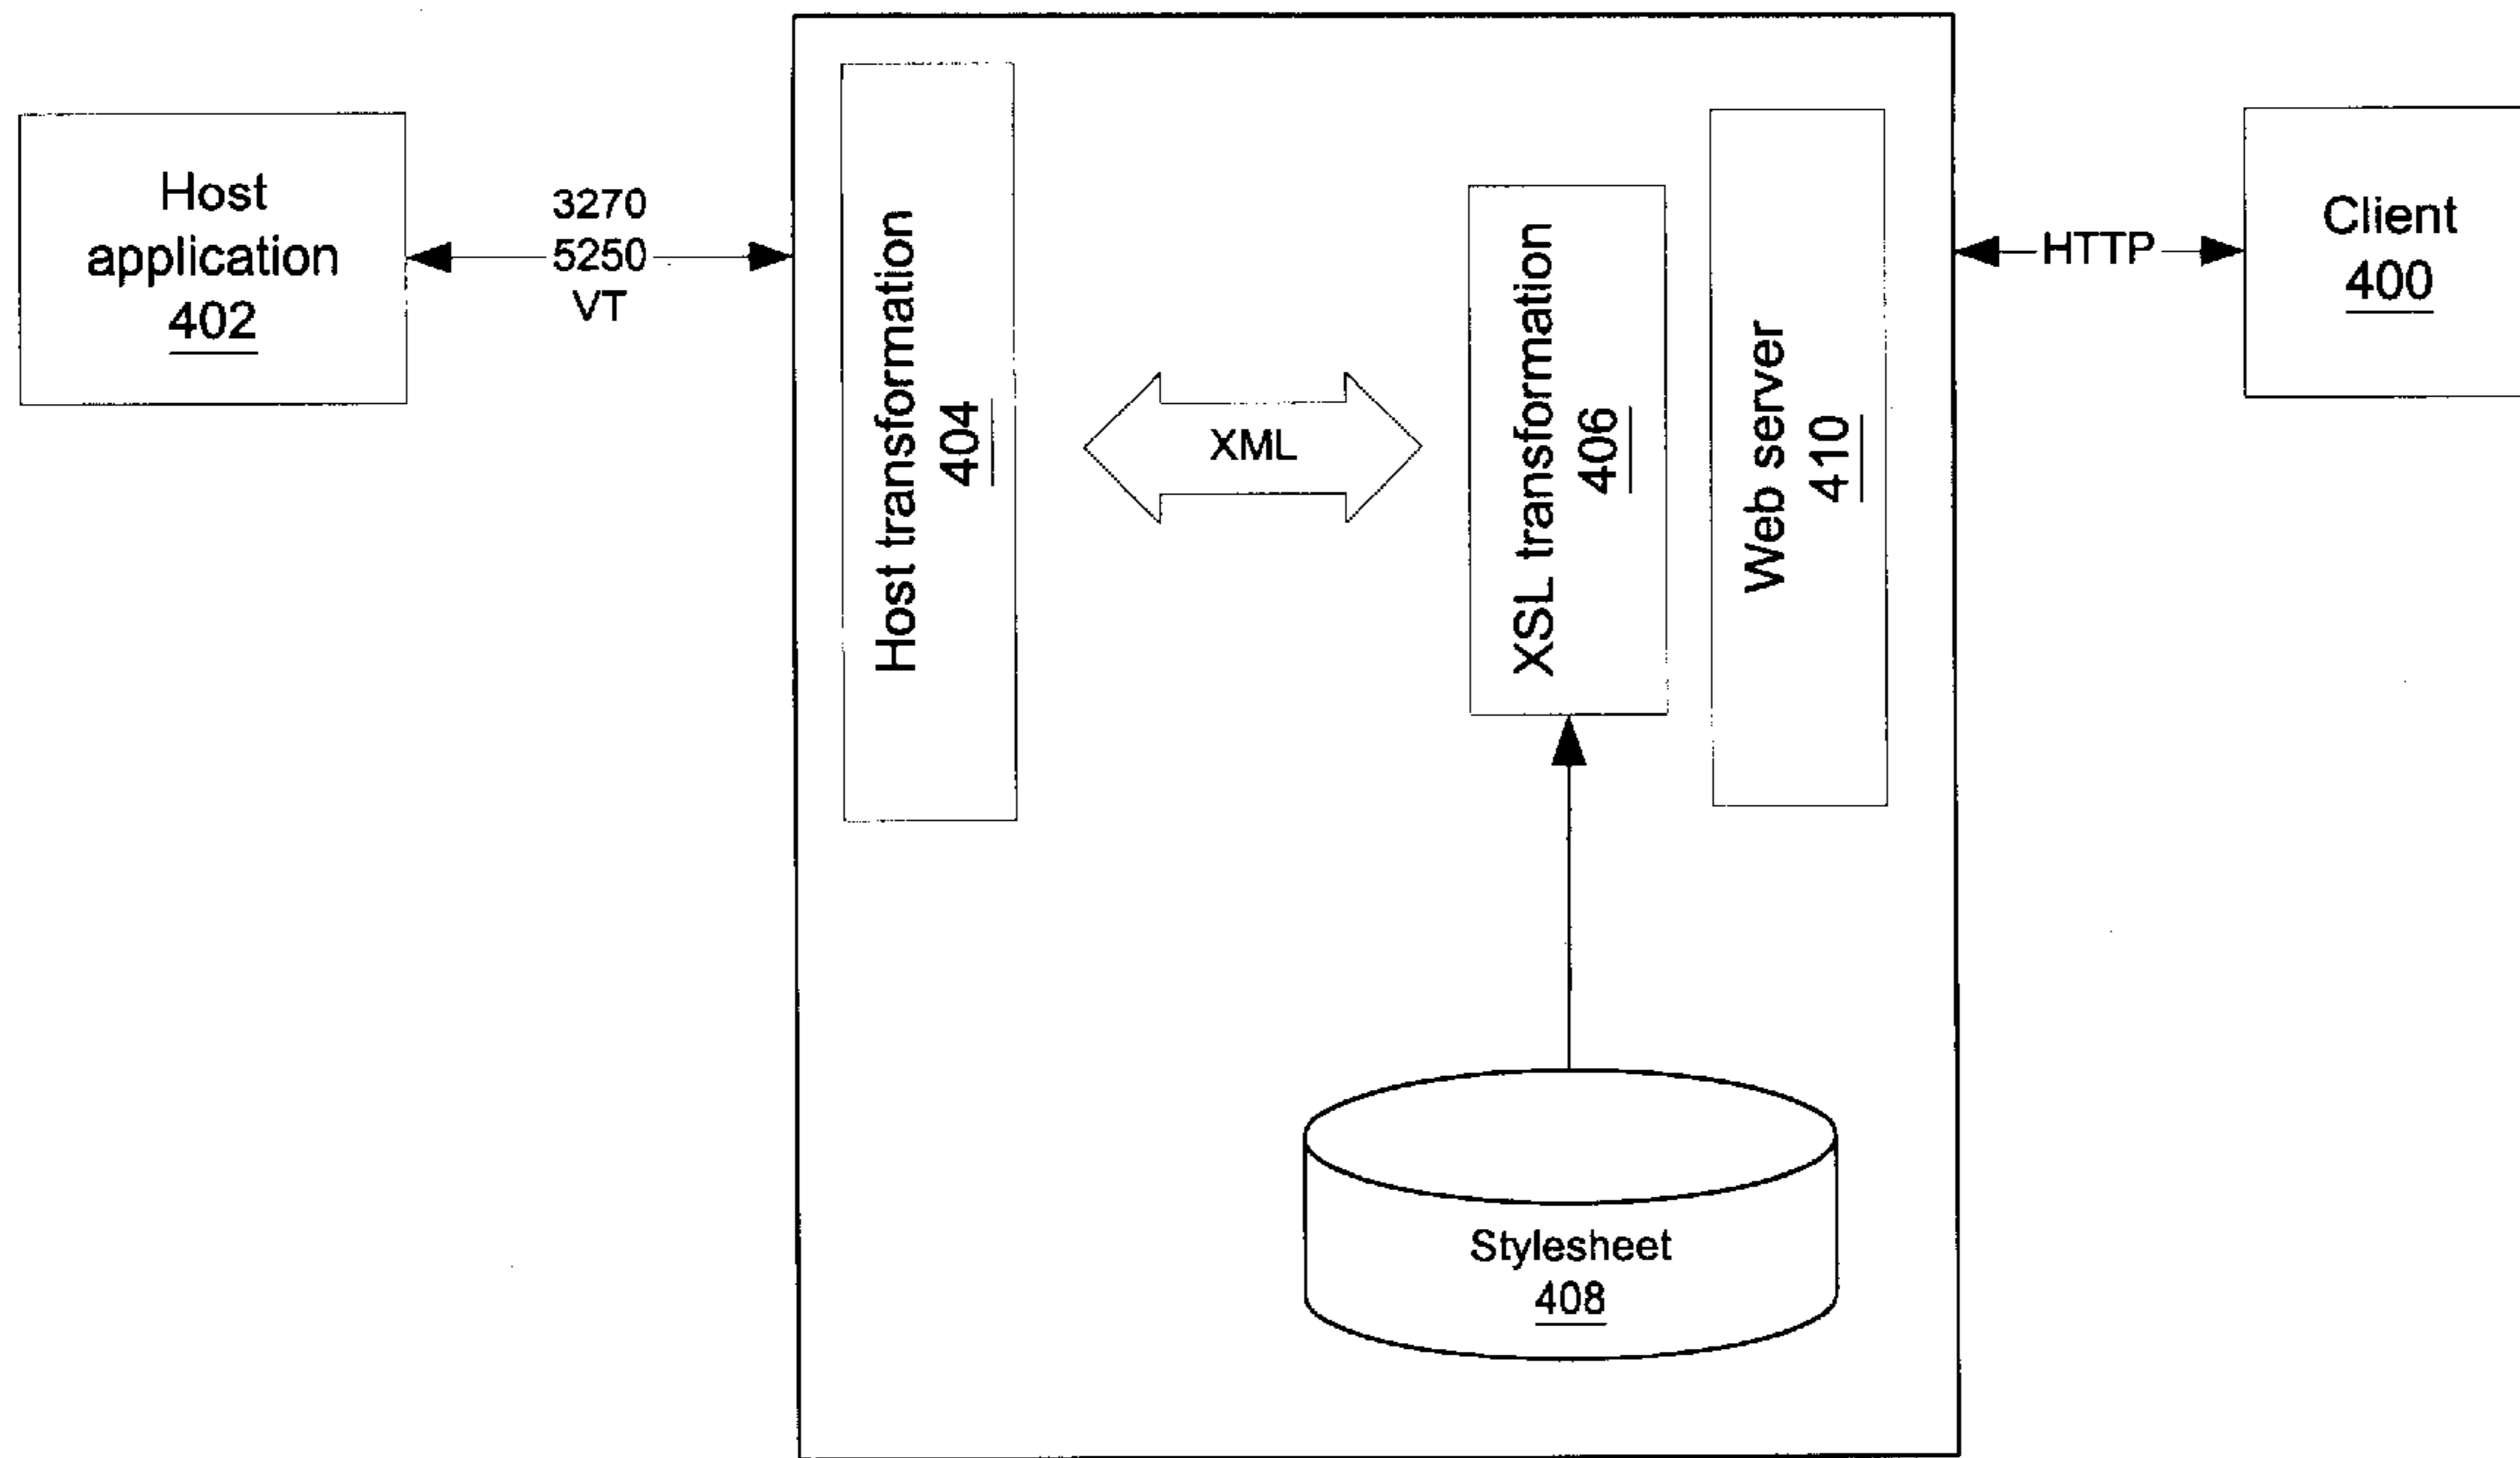 Host
application
402
3270
5250
VT
Host transformation
404
XML
XSL transformation
406
Web server
410
HTTP
Client
400
Stylesheet
408